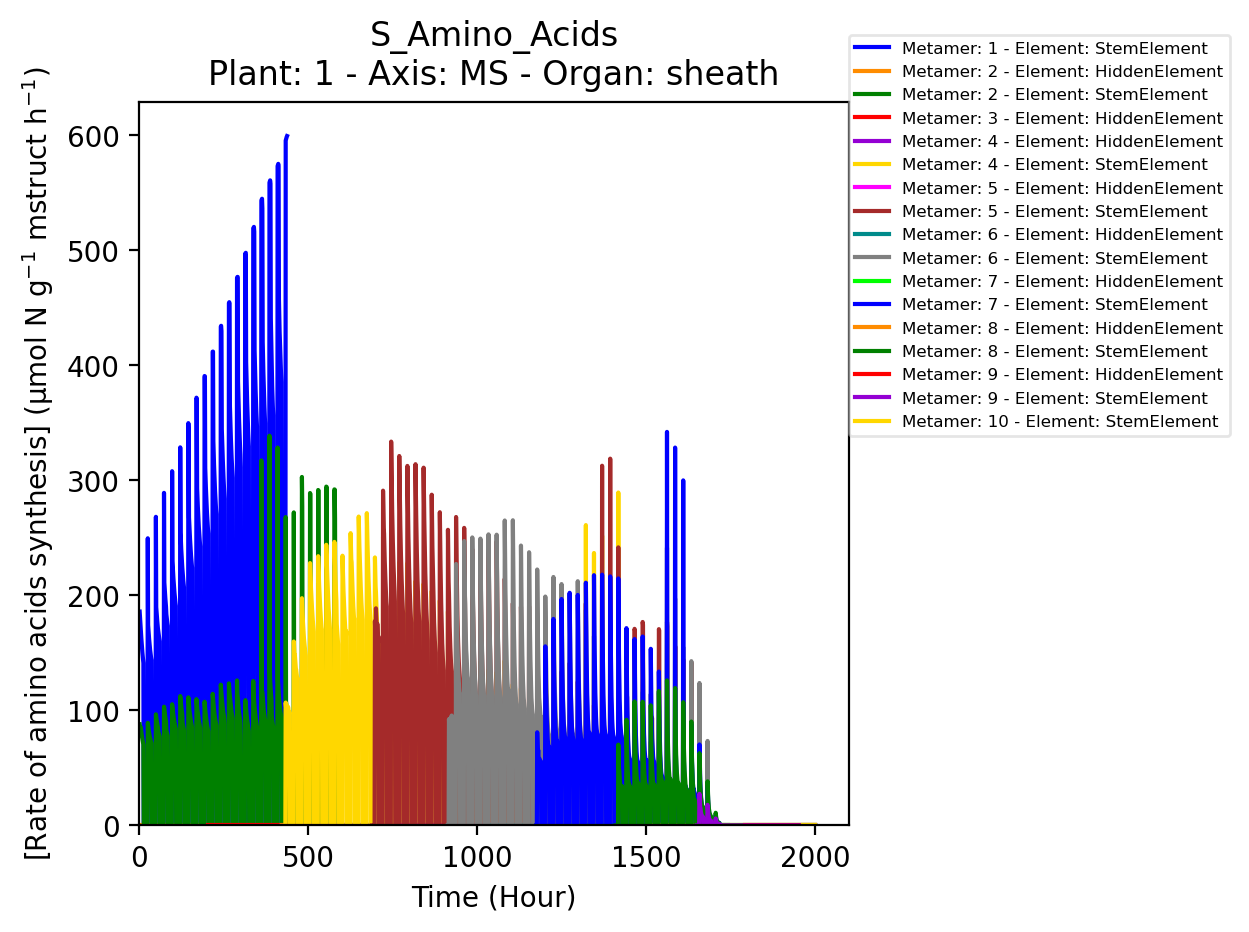 S_Amino_Acids
Plant: 1 - Axis: MS - Organ: sheath
[Rate of amino acids synthesis] (µmol N g⁻¹ mstruct h⁻¹)
600
500
400
300
200
100
0
0 500 1000 1500 2000
Time (Hour)
Metamer: 1 - Element: StemElement
Metamer: 2 - Element: HiddenElement
Metamer: 2 - Element: StemElement
Metamer: 3 - Element: HiddenElement
Metamer: 4 - Element: HiddenElement
Metamer: 4 - Element: StemElement
Metamer: 5 - Element: HiddenElement
Metamer: 5 - Element: StemElement
Metamer: 6 - Element: HiddenElement
Metamer: 6 - Element: StemElement
Metamer: 7 - Element: HiddenElement
Metamer: 7 - Element: StemElement
Metamer: 8 - Element: HiddenElement
Metamer: 8 - Element: StemElement
Metamer: 9 - Element: HiddenElement
Metamer: 9 - Element: StemElement
Metamer: 10 - Element: StemElement